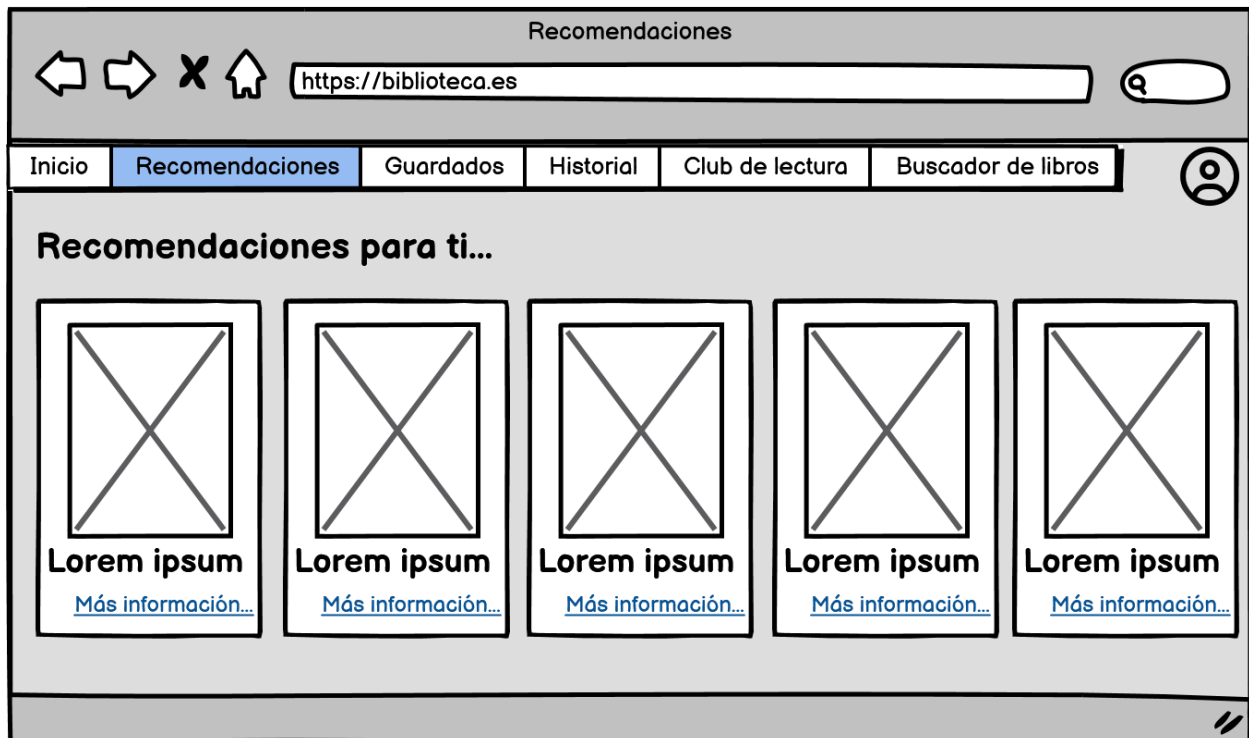 Recomendaciones
https://biblioteca.es
Inicio Recomendaciones Guardados Historial Club de lectura Buscador de libros
Recomendaciones para ti...
Lorem ipsum Lorem ipsum Lorem ipsum Lorem ipsum Lorem ipsum
Más información... Más información... Más información... Más información... Más información...